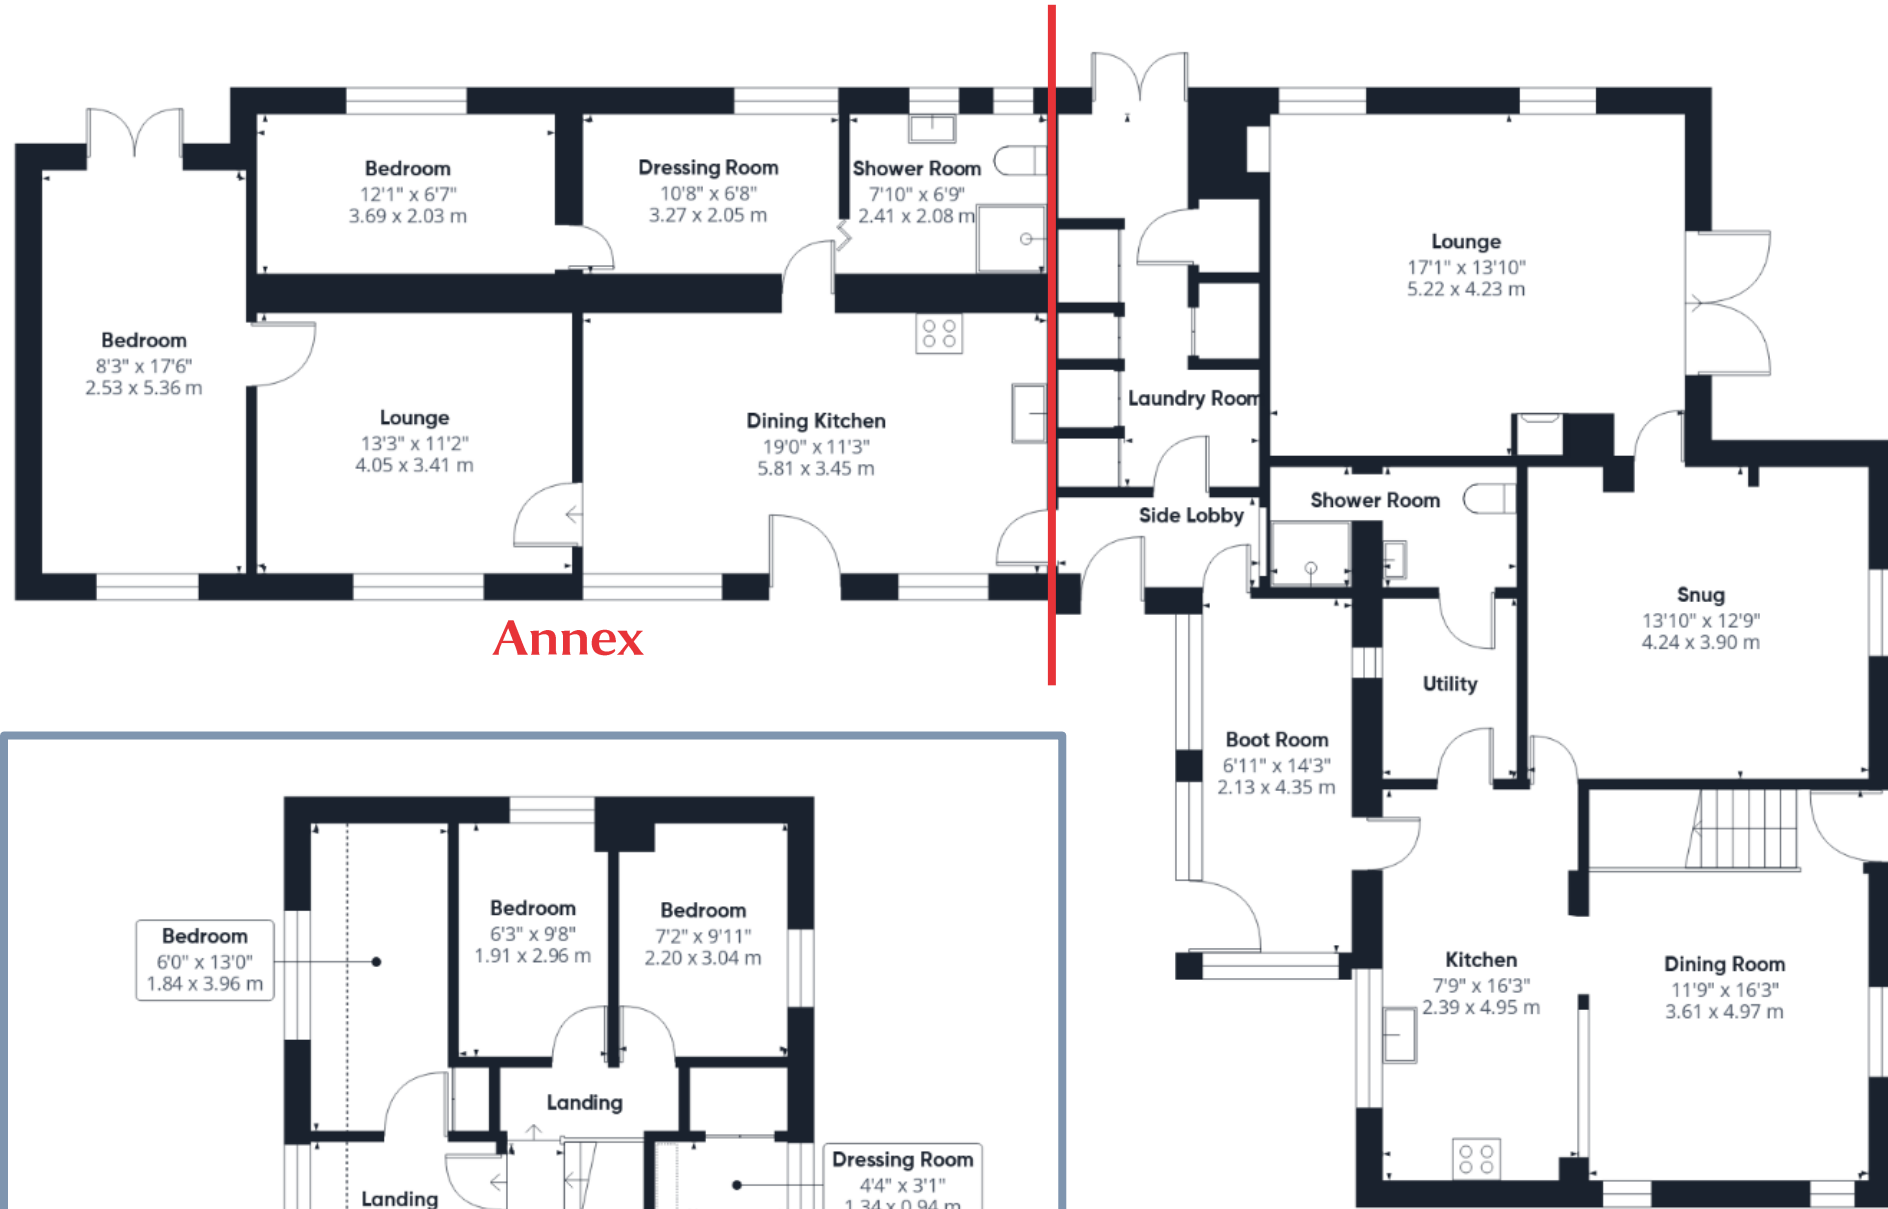 Bedroom
12'1" x 6'7"
3.69 x 2.03 m
Dressing Room
10'8" x 6'8"
3.27 x 2.05 m
Shower Room
7'10" x 6'9"
2.41 x 2.08 m
Lounge
17'1" x 13'10"
5.22 x 4.23 m
Bedroom
8'3" x 17'6"
2.53 x 5.36 m
Lounge
13'3" x 11'2"
4.05 x 3.41 m
Dining Kitchen
19'0" x 11'3"
5.81 x 3.45 m
Laundry Room
Side Lobby
Shower Room
Annex
Snug
13'10" x 12'9"
4.24 x 3.90 m
Utility
Boot Room
6'11" x 14'3"
2.13 x 4.35 m
Kitchen
7'9" x 16'3"
2.39 x 4.95 m
Dining Room
11'9" x 16'3"
3.61 x 4.97 m
Bedroom
6'0" x 13'0"
1.84 x 3.96 m
Bedroom
6'3" x 9'8"
1.91 x 2.96 m
Bedroom
7'2" x 9'11"
2.20 x 3.04 m
Landing
Landing
Dressing Room
4'4" x 3'1"
1.34 x 0.94 m